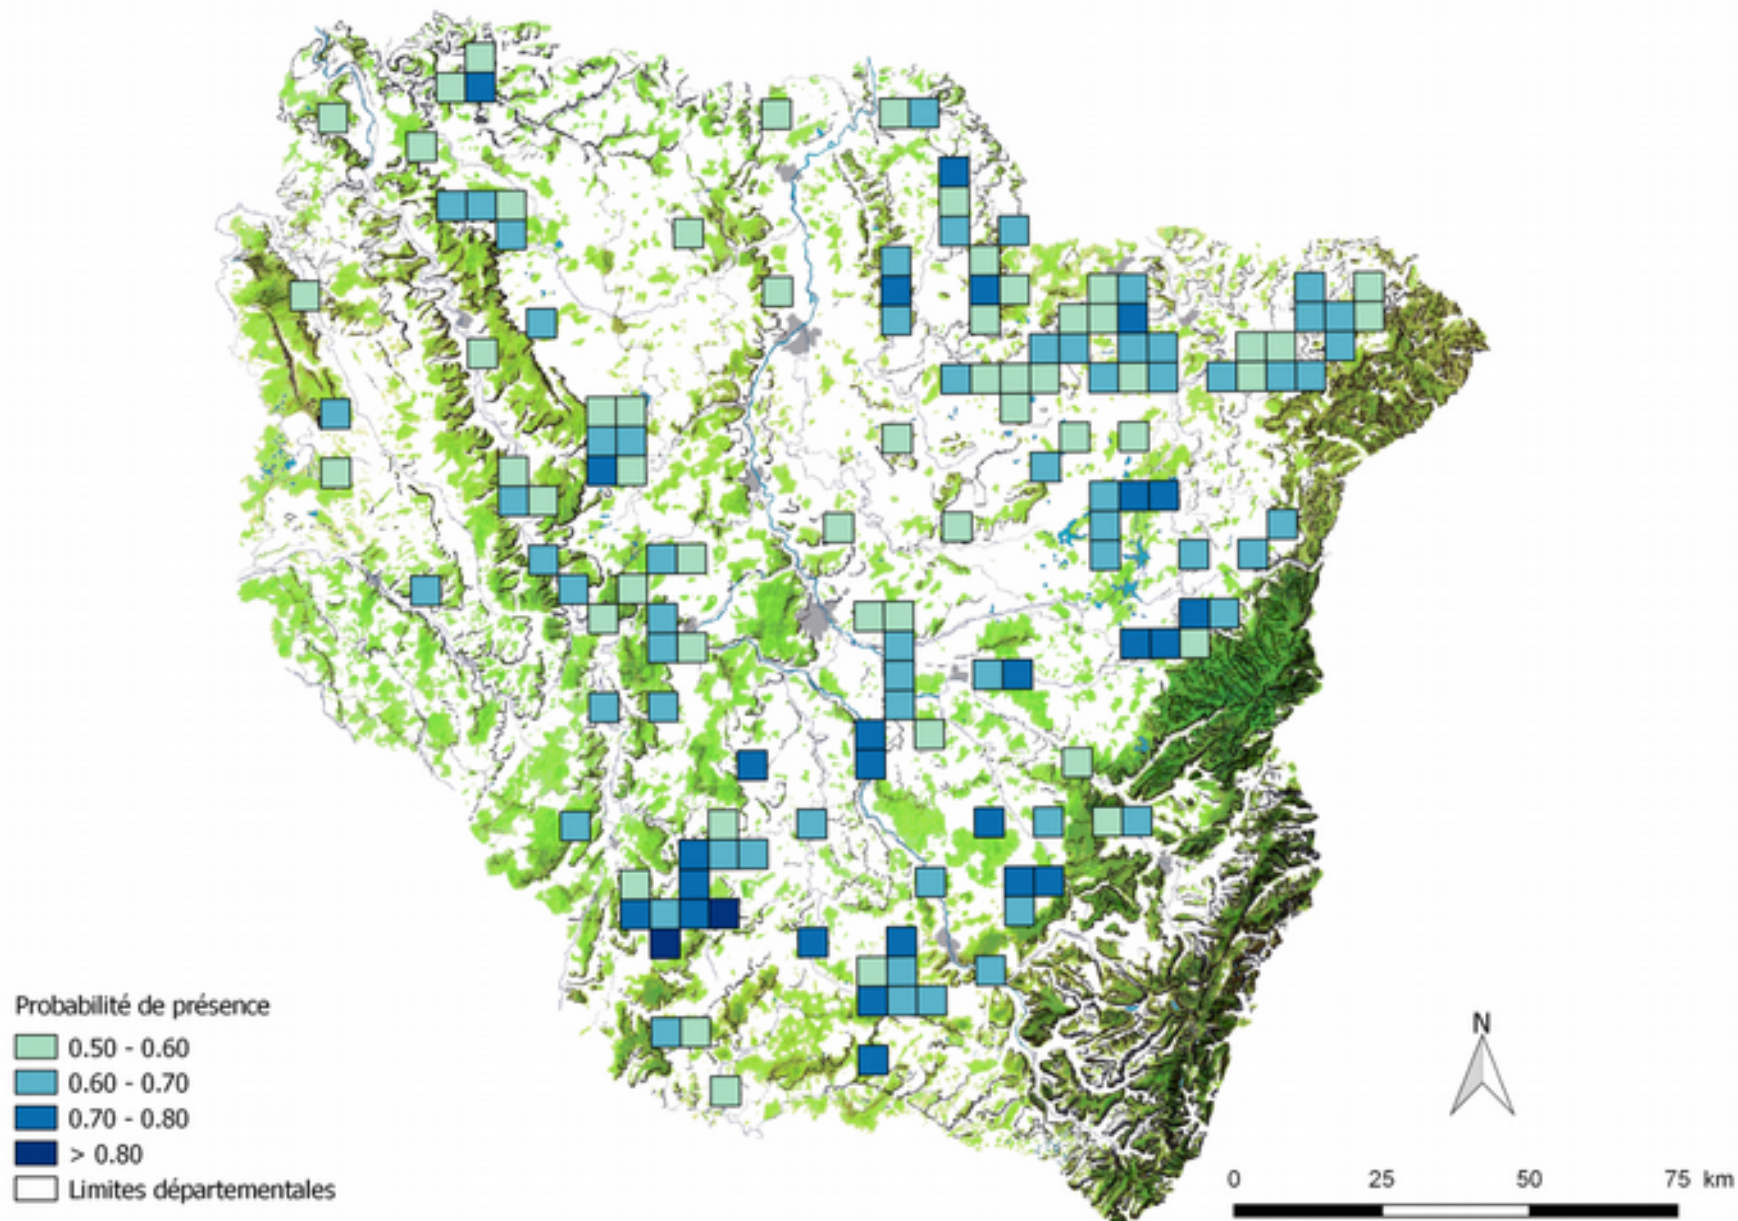 Probabilité de présence
0.50 - 0.60
0.60 - 0.70
0.70 - 0.80
> 0.80
Limites départementales
N
0 25 50 75 km